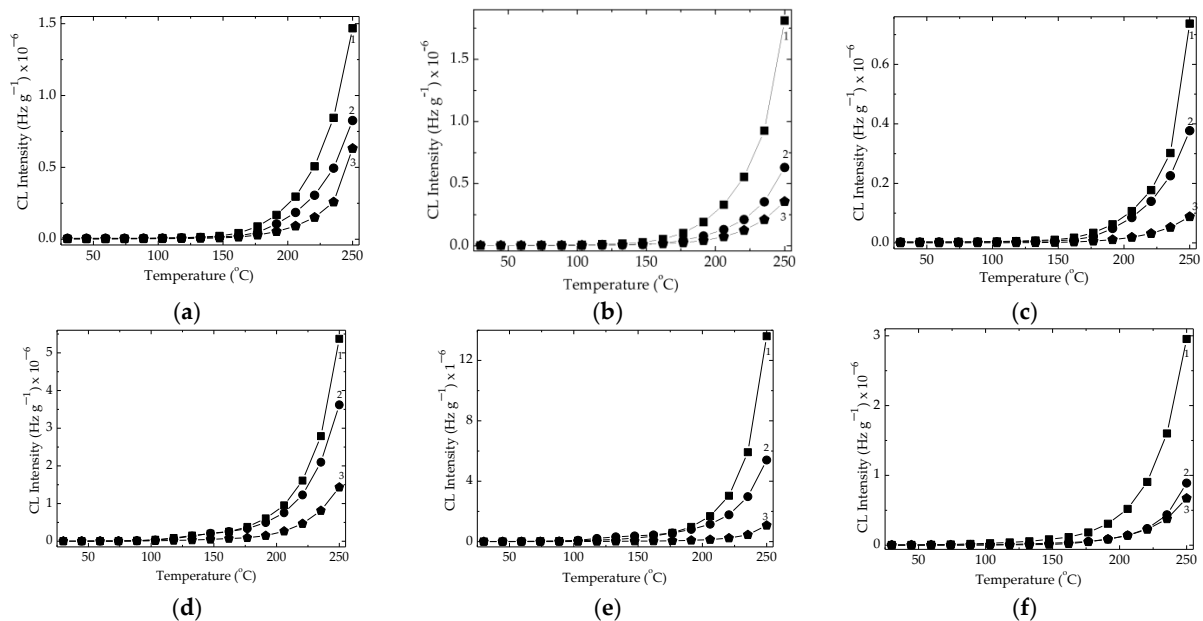 1.5
1.0
0.5
0.0
CL Intensity (Hz g⁻¹) x 10⁻⁶
1
2
3
50 100 150 200 250
Temperature (°C)
(a)
1.5
1.0
0.5
0.0
CL Intensity (Hz g⁻¹) x 10⁻⁶
1
2
3
50 100 150 200 250
Temperature (°C)
(b)
0.6
0.4
0.2
0.0
CL Intensity (Hz g⁻¹) x 10⁻⁶
1
2
3
50 100 150 200 250
Temperature (°C)
(c)
5
4
3
2
1
0
CL Intensity (Hz g⁻¹) x 10⁻⁶
1
2
3
50 100 150 200 250
Temperature (°C)
(d)
12
9
6
3
0
CL Intensity (Hz g⁻¹) x 1⁻⁶
1
2
3
50 100 150 200 250
Temperature (°C)
(e)
3
2
1
0
CL Intensity (Hz g⁻¹) x 10⁻⁶
1
2
3
50 100 150 200 250
Temperature (°C)
(f)